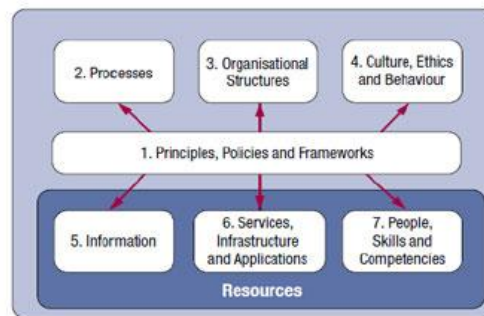 2. Processes
3. Organisational
Structures
4. Culture, Ethics
and Behaviour
1. Principles, Policies and Frameworks
5. Information
6. Services,
Infrastructure
and Applications
7. People,
Skills and
Competencies
Resources